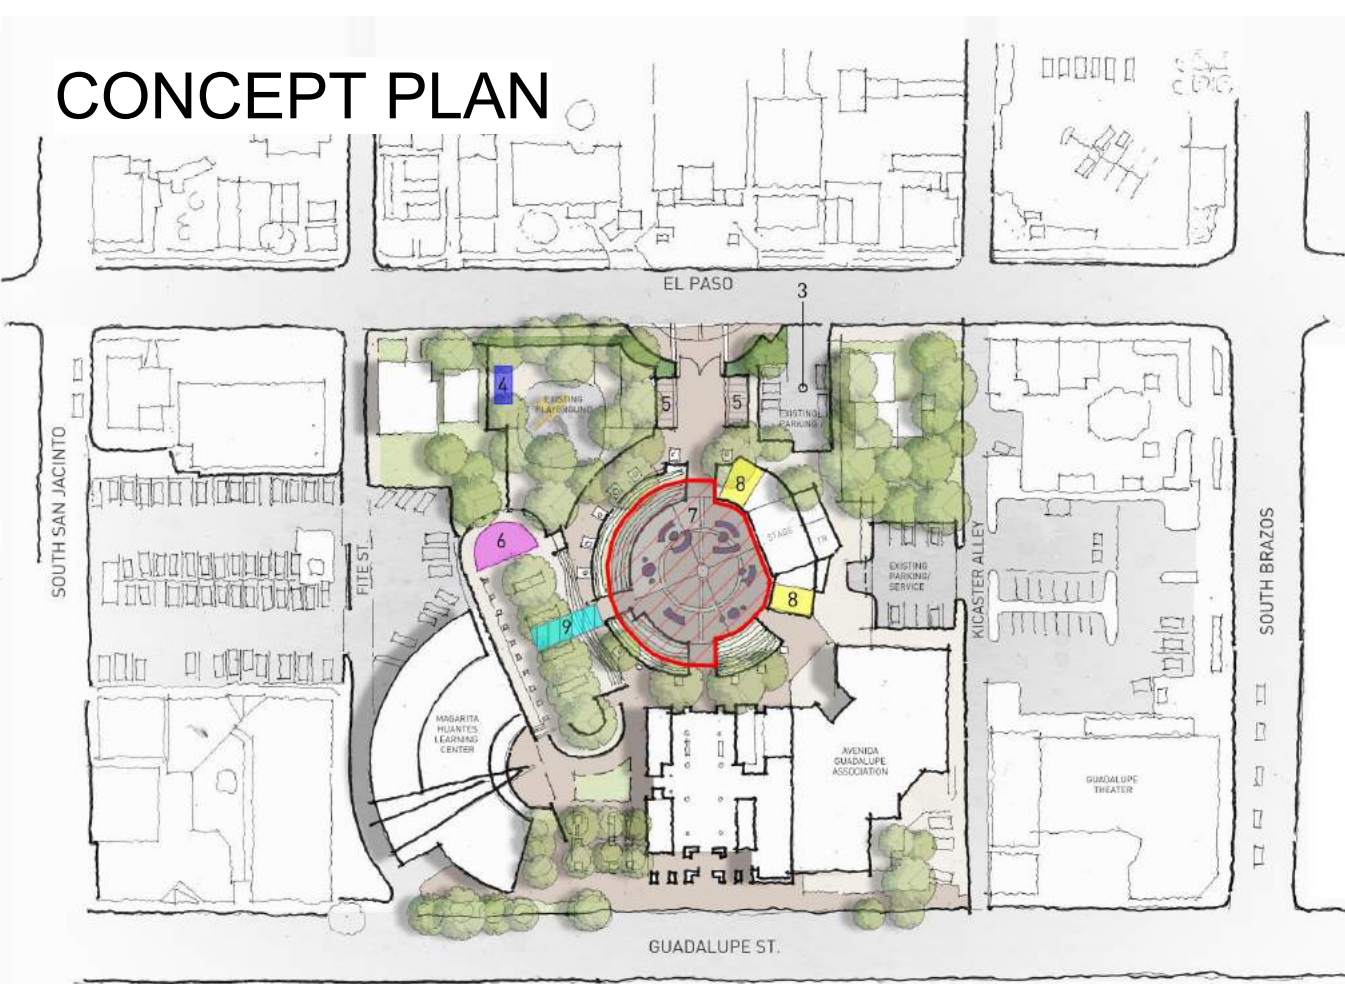 CONCEPT PLAN
EL PASO
3
4
EXISTING
PLAYGROUND
5
5
EXISTING
PARKING
8
7
STAGE
TR
6
EXISTING
PARKING/
SERVICE
8
9
SOUTH SAN JACINTO
FITE ST.
KICASTER ALLEY
SOUTH BRAZOS
MAGARITA
HUANTES
LEARNING
CENTER
AVENIDA
GUADALUPE
ASSOCIATION
GUADALUPE
THEATER
GUADALUPE ST.